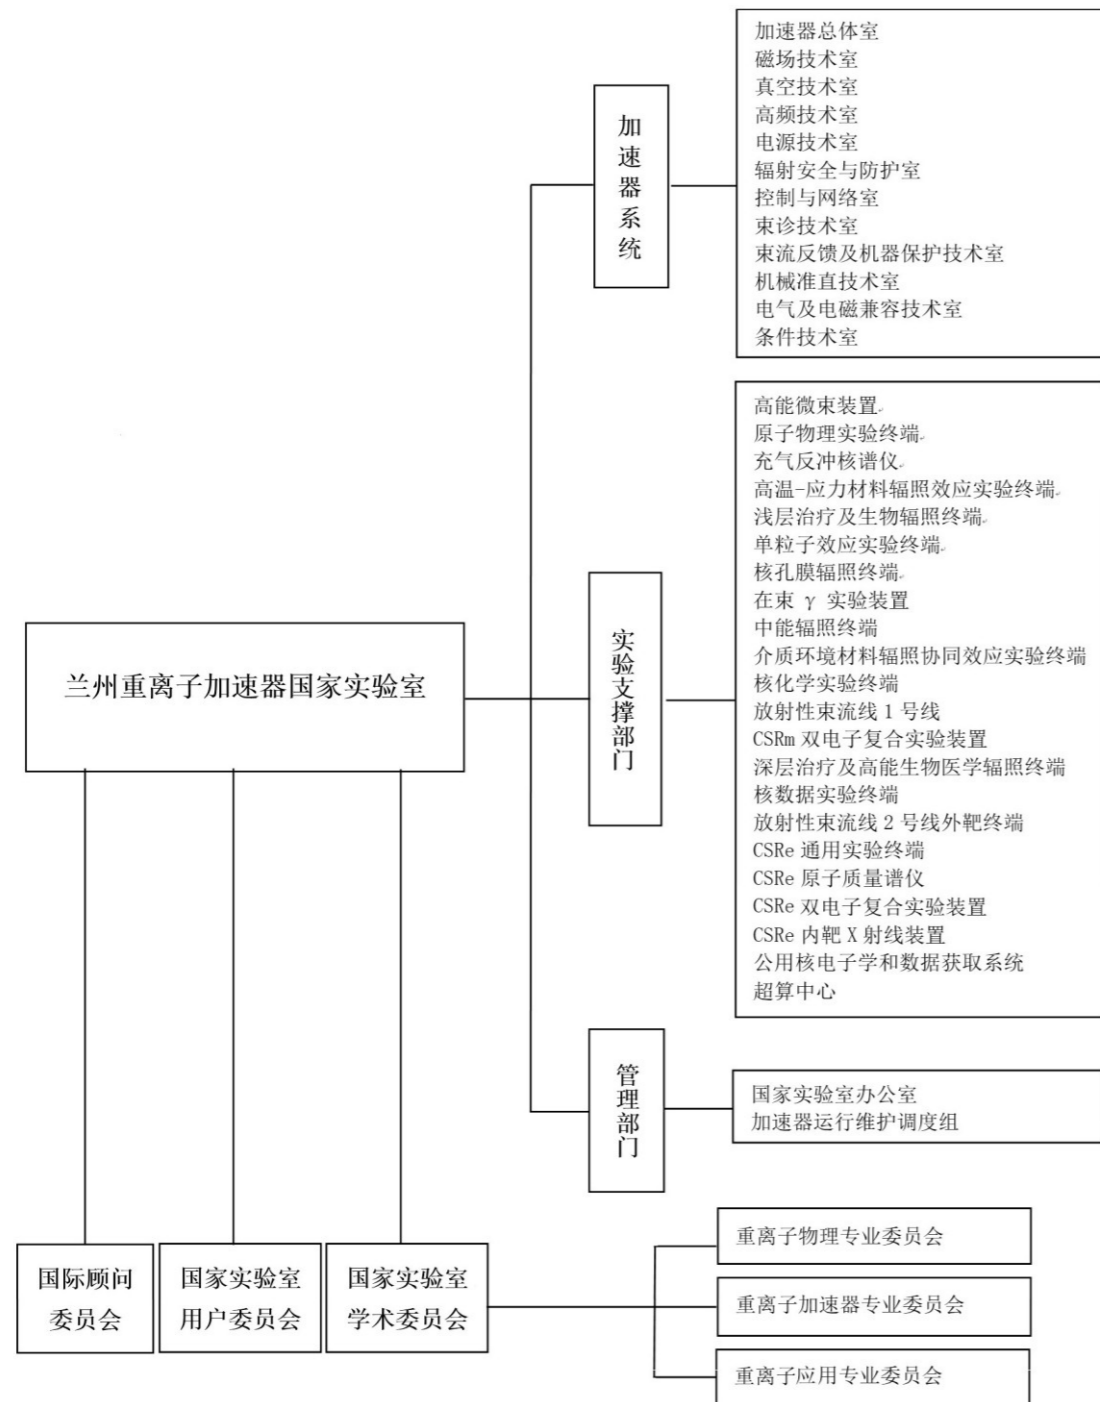 加速器总体室
磁场技术室
真空技术室
高频技术室
电源技术室
辐射安全与防护室
控制与网络室
束诊技术室
束流反馈及机器保护技术室
机械准直技术室
电气及电磁兼容技术室
条件技术室
加速器系统
高能微束装置
原子物理实验终端
充气反冲核谱仪
高温-应力材料辐照效应实验终端
浅层治疗及生物辐照终端
单粒子效应实验终端
核孔膜辐照终端
在束 γ 实验装置
中能辐照终端
介质环境材料辐照协同效应实验终端
核化学实验终端
放射性束流线 1 号线
CSRm 双电子复合实验装置
深层治疗及高能生物医学辐照终端
核数据实验终端
放射性束流线 2 号线外靶终端
CSRe 通用实验终端
CSRe 原子质量谱仪
CSRe 双电子复合实验装置
CSRe 内靶 X 射线装置
公用核电子学和数据获取系统
超算中心
实验支撑部门
兰州重离子加速器国家实验室
管理部门
国家实验室办公室
加速器运行维护调度组
国际顾问
委员会
国家实验室
用户委员会
国家实验室
学术委员会
重离子物理专业委员会
重离子加速器专业委员会
重离子应用专业委员会